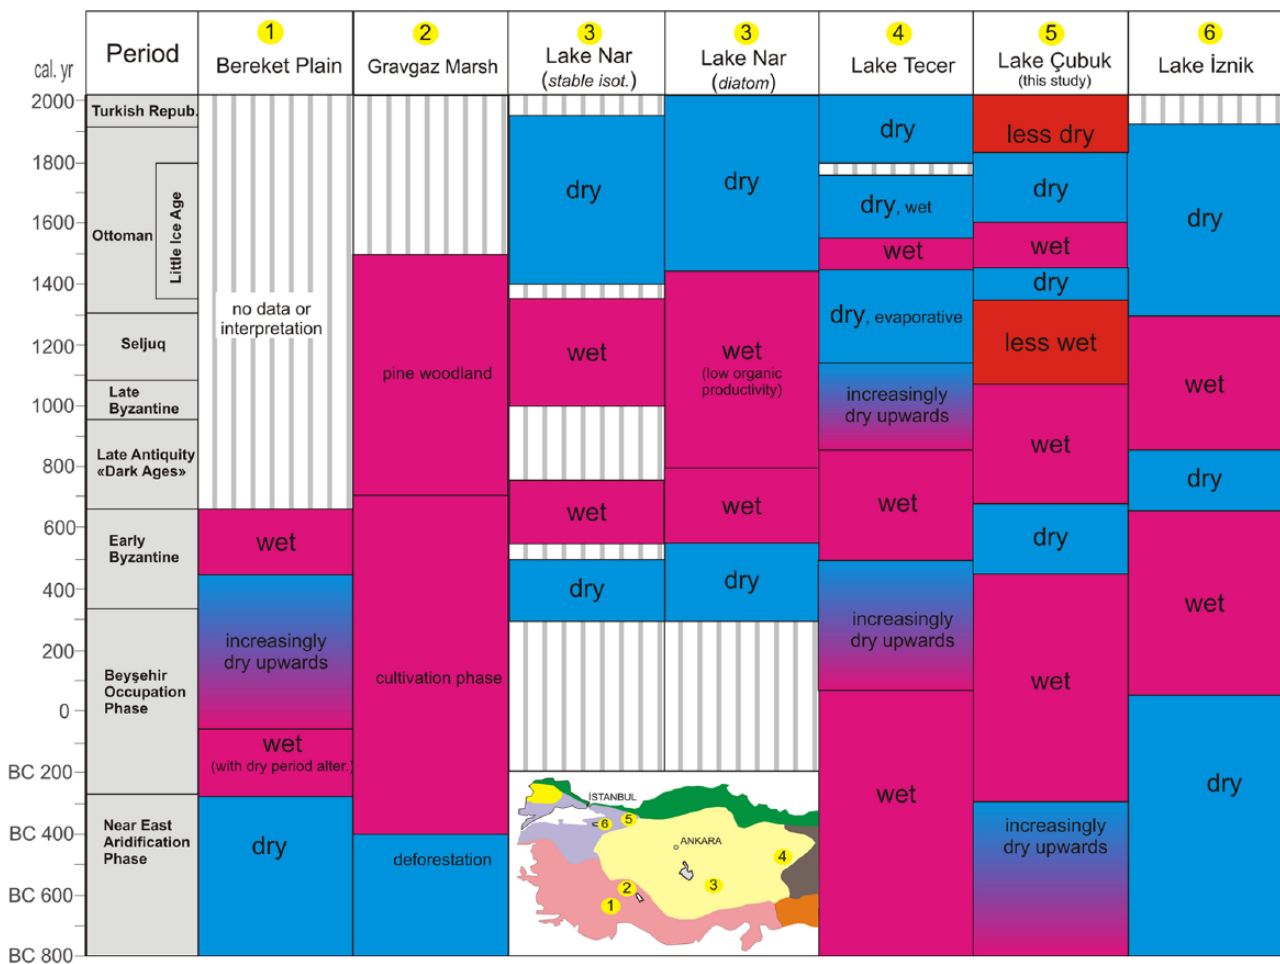 1
2
3
3
4
5
6
Period
Bereket Plain
Gravgaz Marsh
Lake Nar
(stable isot.)
Lake Nar
(diatom)
Lake Tecer
Lake Çubuk
(this study)
Lake İznik
cal. yr
2000
1800
1600
1400
1200
1000
800
600
400
200
0
BC 200
BC 400
BC 600
BC 800
Turkish Repub.
Ottoman
Little Ice Age
Seljuq
Late
Byzantine
Late Antiquity
«Dark Ages»
Early
Byzantine
Beyşehir
Occupation
Phase
Near East
Aridification
Phase
no data or
interpretation
wet
increasingly
dry upwards
wet
(with dry period alter.)
dry
pine woodland
cultivation phase
deforestation
dry
wet
wet
dry
dry
wet
(low organic
productivity)
wet
dry
dry
dry, wet
wet
dry, evaporative
increasingly
dry upwards
wet
increasingly
dry upwards
wet
less dry
dry
wet
dry
less wet
wet
dry
wet
increasingly
dry upwards
dry
wet
dry
wet
dry
İSTANBUL
6
5
ANKARA
4
2
3
1